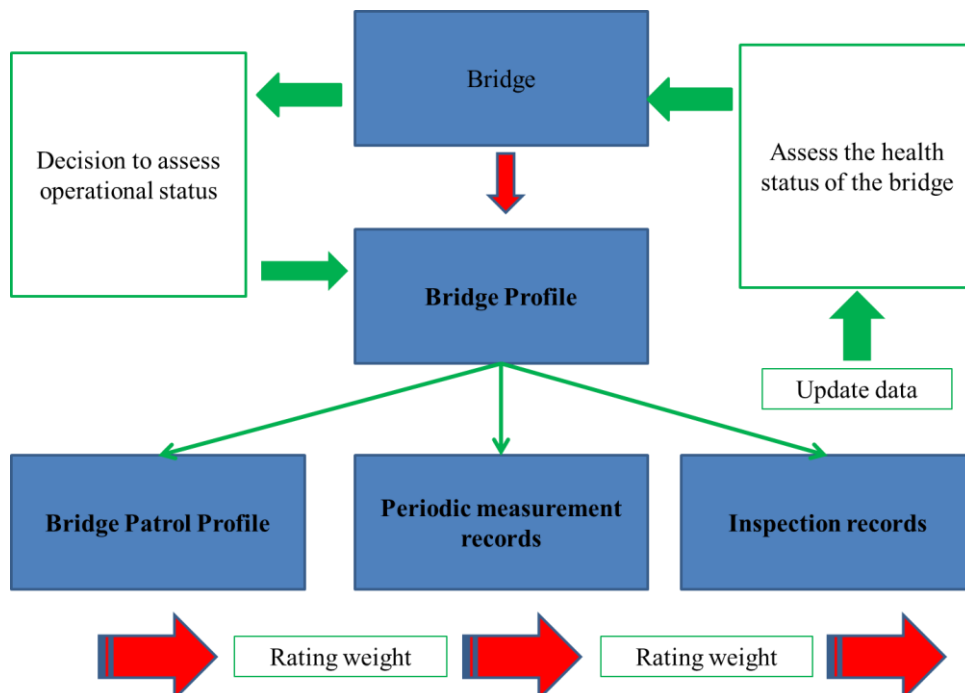 Bridge
Decision to assess
operational status
Assess the health
status of the bridge
Bridge Profile
Update data
Bridge Patrol Profile
Periodic measurement
records
Inspection records
Rating weight
Rating weight